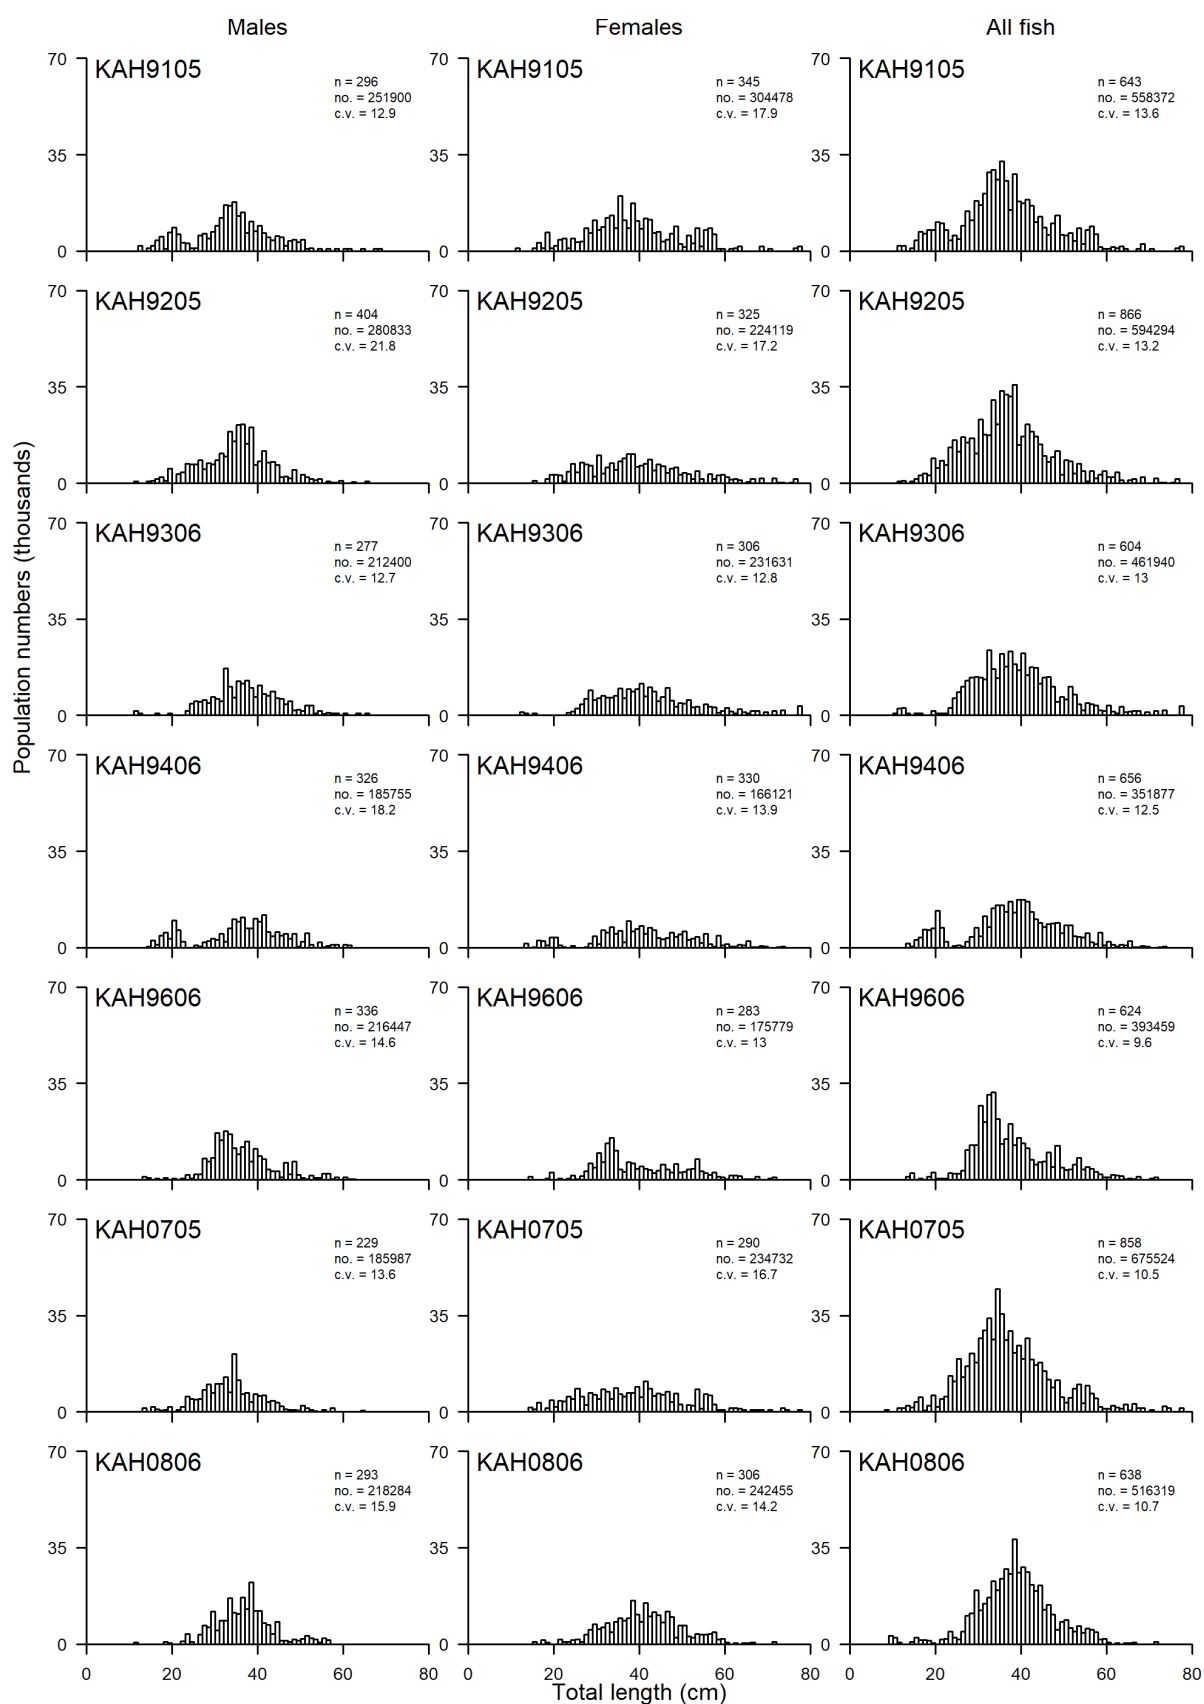 Males
Females
All fish
Population numbers (thousands)
70
35
0
KAH9105
n = 296
no. = 251900
c.v. = 12.9
0 20 40 60 80
70
35
0
KAH9105
n = 345
no. = 304478
c.v. = 17.9
0 20 40 60 80
70
35
0
KAH9105
n = 643
no. = 558372
c.v. = 13.6
0 20 40 60 80
70
35
0
KAH9205
n = 404
no. = 280833
c.v. = 21.8
KAH9205
n = 325
no. = 224119
c.v. = 17.2
70
35
0
KAH9205
n = 866
no. = 594294
c.v. = 13.2
70
35
0
KAH9306
n = 277
no. = 212400
c.v. = 12.7
70
35
0
KAH9306
n = 306
no. = 231631
c.v. = 12.8
70
35
0
KAH9306
n = 604
no. = 461940
c.v. = 13
70
35
0
KAH9406
n = 326
no. = 185755
c.v. = 18.2
70
35
0
KAH9406
n = 330
no. = 166121
c.v. = 13.9
70
35
0
KAH9406
n = 656
no. = 351877
c.v. = 12.5
70
35
0
KAH9606
n = 336
no. = 216447
c.v. = 14.6
70
35
0
KAH9606
n = 283
no. = 175779
c.v. = 13
70
35
0
KAH9606
n = 624
no. = 393459
c.v. = 9.6
70
35
0
KAH0705
n = 229
no. = 185987
c.v. = 13.6
70
35
0
KAH0705
n = 290
no. = 234732
c.v. = 16.7
70
35
0
KAH0705
n = 858
no. = 675524
c.v. = 10.5
70
35
0
KAH0806
n = 293
no. = 218284
c.v. = 15.9
70
35
0
KAH0806
n = 306
no. = 242455
c.v. = 14.2
70
35
0
KAH0806
n = 638
no. = 516319
c.v. = 10.7
Total length (cm)